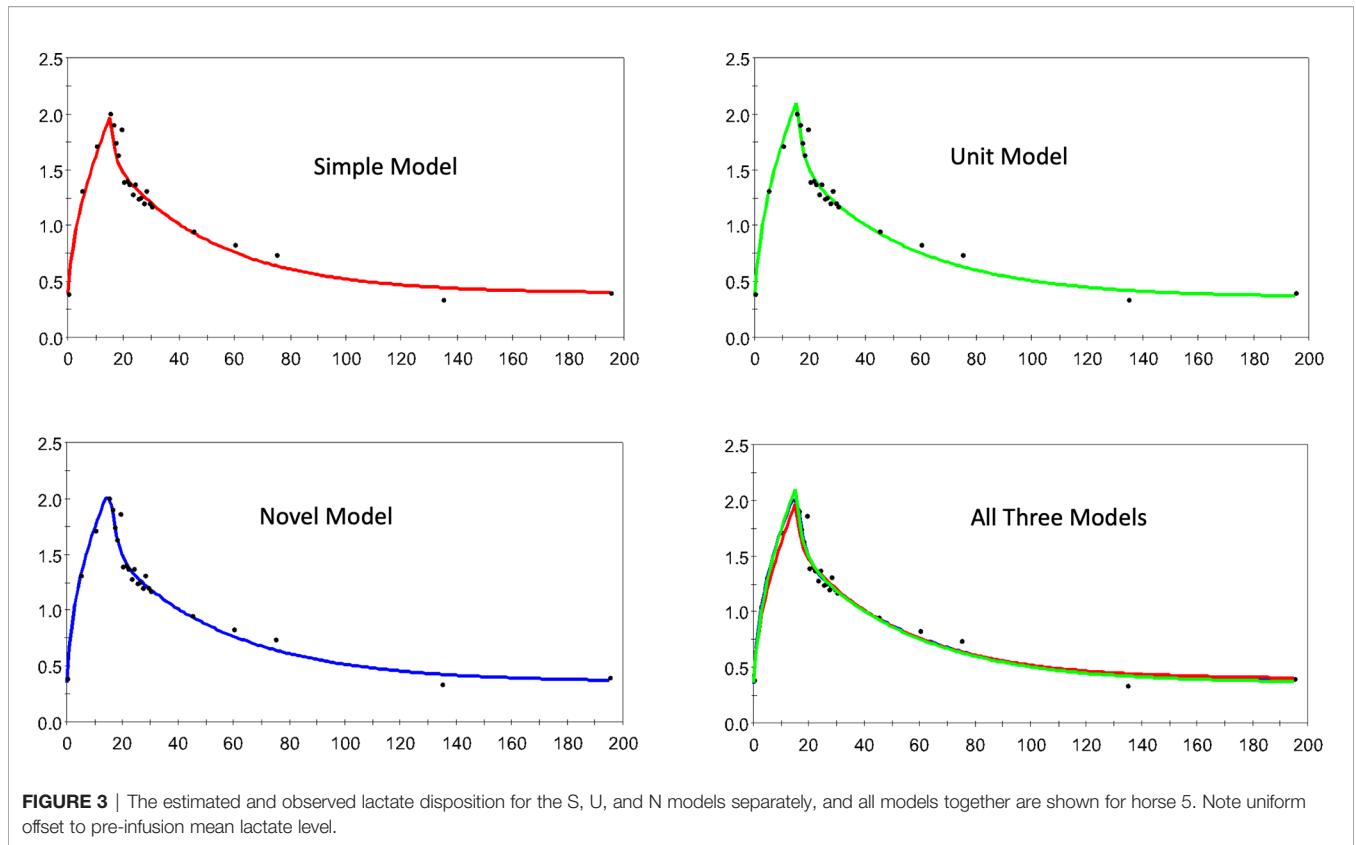 2.5
2.0
1.5
1.0
0.5
0.0
0 20 40 60 80 100 120 140 160 180 200
Simple Model
2.5
2.0
1.5
1.0
0.5
0.0
0 20 40 60 80 100 120 140 160 180 200
Unit Model
2.5
2.0
1.5
1.0
0.5
0.0
0 20 40 60 80 100 120 140 160 180 200
Novel Model
2.5
2.0
1.5
1.0
0.5
0.0
0 20 40 60 80 100 120 140 160 180 200
All Three Models
FIGURE 3 | The estimated and observed lactate disposition for the S, U, and N models separately, and all models together are shown for horse 5. Note uniform
offset to pre-infusion mean lactate level.